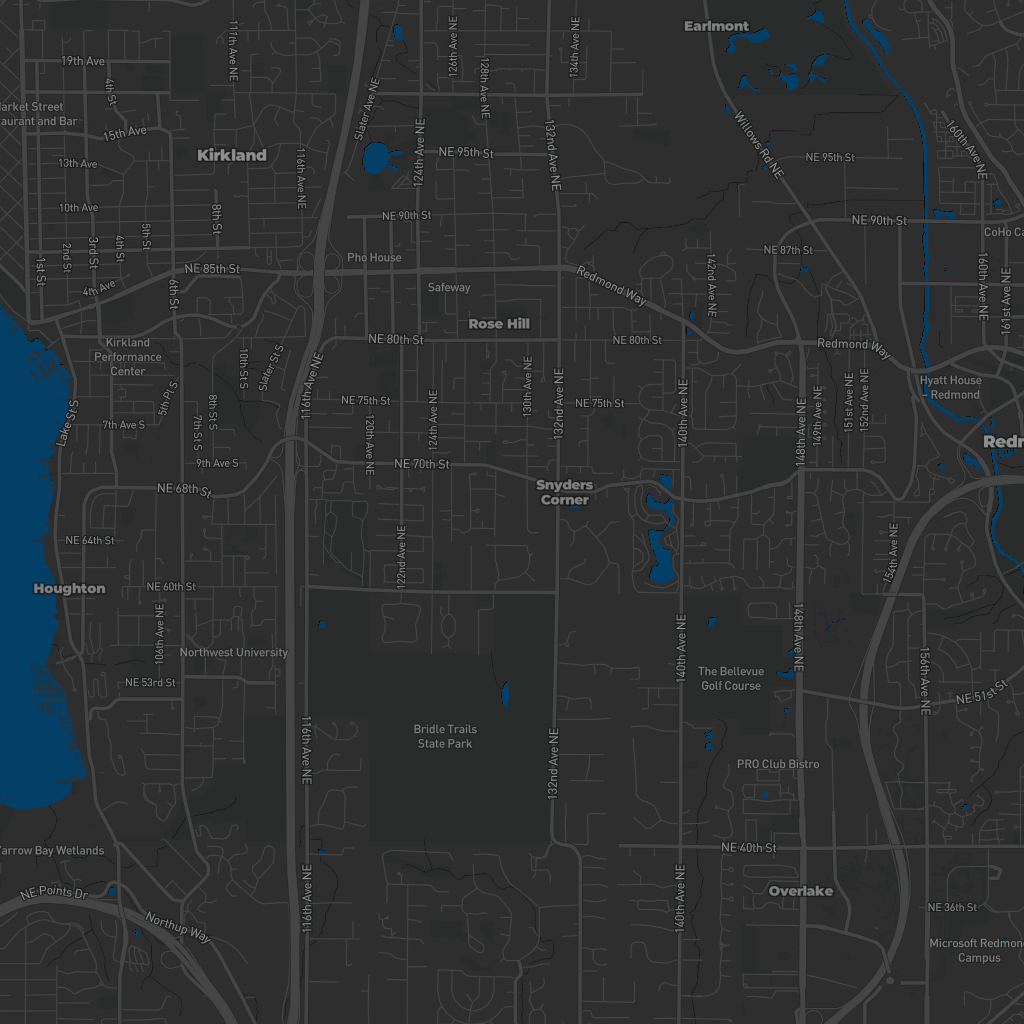 Earlmont
19th Ave
111th Ave NE
126th Ave NE
128th Ave NE
134th Ave NE
4th St
Slater Ave NE
Market Street
aurant and Bar
15th Ave
Kirkland
13th Ave
116th Ave NE
124th Ave NE
NE 95th St
132nd Ave NE
Willows Rd NE
NE 95th St
160th Ave NE
10th Ave
8th St
NE 90th St
NE 90th St
CoHo Ca
5th St
4th St
3rd St
2nd St
1st St
NE 87th St
Pho House
NE 85th St
142nd Ave NE
160th Ave NE
161st Ave NE
4th Ave
6th St
Safeway
Redmond Way
Rose Hill
Kirkland
Performance
Center
NE 80th St
NE 80th St
Redmond Way
10th St S
Slater St S
116th Ave NE
Hyatt House
– Redmond
5th Pl S
130th Ave NE
132nd Ave NE
140th Ave NE
148th Ave NE
149th Ave NE
151st Ave NE
152nd Ave NE
NE 75th St
NE 75th St
Lake St S
7th Ave S
7th St S
8th St S
120th Ave NE
124th Ave NE
Redr
9th Ave S
NE 70th St
NE 68th St
Snyders
Corner
NE 64th St
122nd Ave NE
154th Ave NE
Houghton
NE 60th St
106th Ave NE
140th Ave NE
148th Ave NE
Northwest University
156th Ave NE
NE 53rd St
The Bellevue
Golf Course
NE 51st St
116th Ave NE
Bridle Trails
State Park
132nd Ave NE
PRO Club Bistro
Yarrow Bay Wetlands
NE 40th St
NE Points Dr
116th Ave NE
140th Ave NE
Overlake
NE 36th St
Northup Way
Microsoft Redmond
Campus